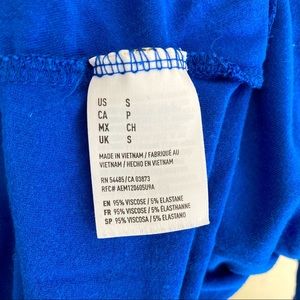 US S
CA P
MX CH
UK S
MADE IN VIETNAM / FABRIQUÉ AU
VIETNAM / HECHO EN VIETNAM
RN 54485/CA 03873
RFC# AEM120605U9A
EN 95% VISCOSE / 5% ELASTANE
FR 95% VISCOSE / 5% ÉLASTHANNE
SP 95% VISCOSA / 5% ELASTANO